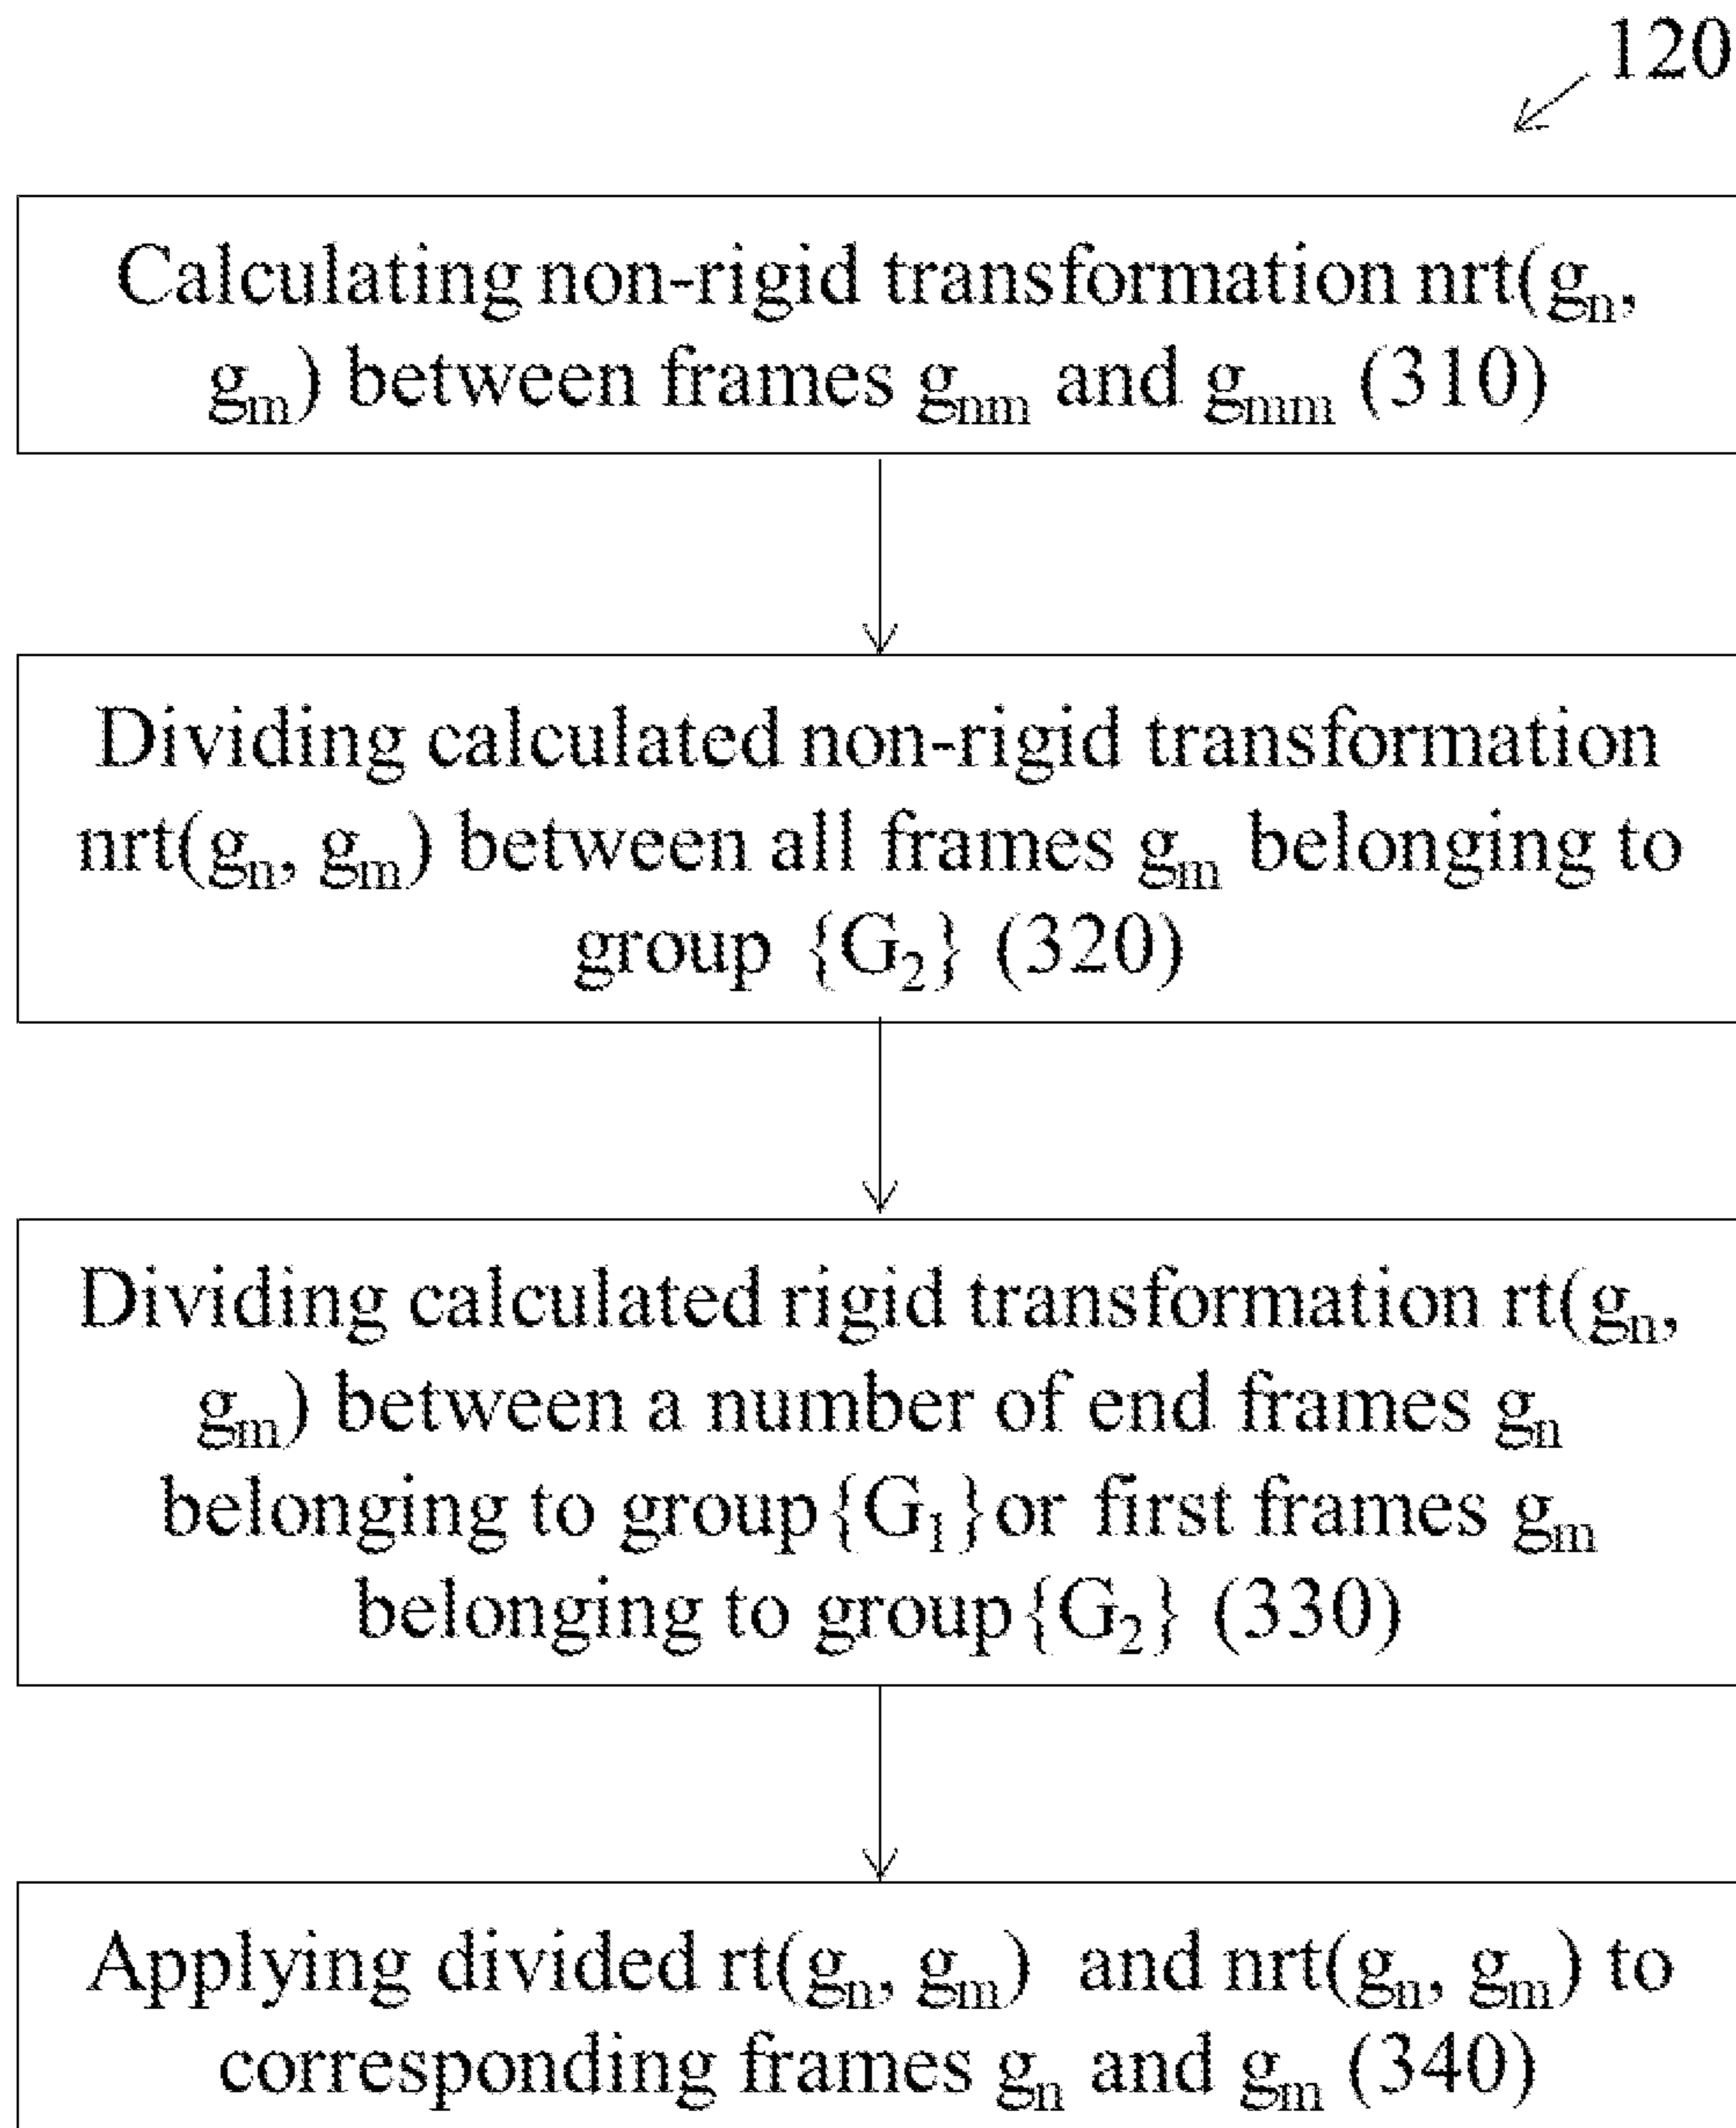 120
Calculating non-rigid transformation nrt(gₙ,
gₘ) between frames gₙₘ and gₘₘ (310)
Dividing calculated non-rigid transformation
nrt(gₙ, gₘ) between all frames gₘ belonging to
group {G₂} (320)
Dividing calculated rigid transformation rt(gₙ,
gₘ) between a number of end frames gₙ
belonging to group{G₁}or first frames gₘ
belonging to group{G₂} (330)
Applying divided rt(gₙ, gₘ) and nrt(gₙ, gₘ) to
corresponding frames gₙ and gₘ (340)